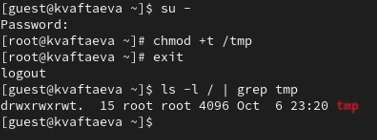 [guest@kvaftaeva ~]$ su -
Password:
[root@kvaftaeva ~]# chmod +t /tmp
[root@kvaftaeva ~]# exit
logout
[guest@kvaftaeva ~]$ ls -l / | grep tmp
drwxrwxrwt.  15 root root 4096 Oct  6 23:20 tmp
[guest@kvaftaeva ~]$